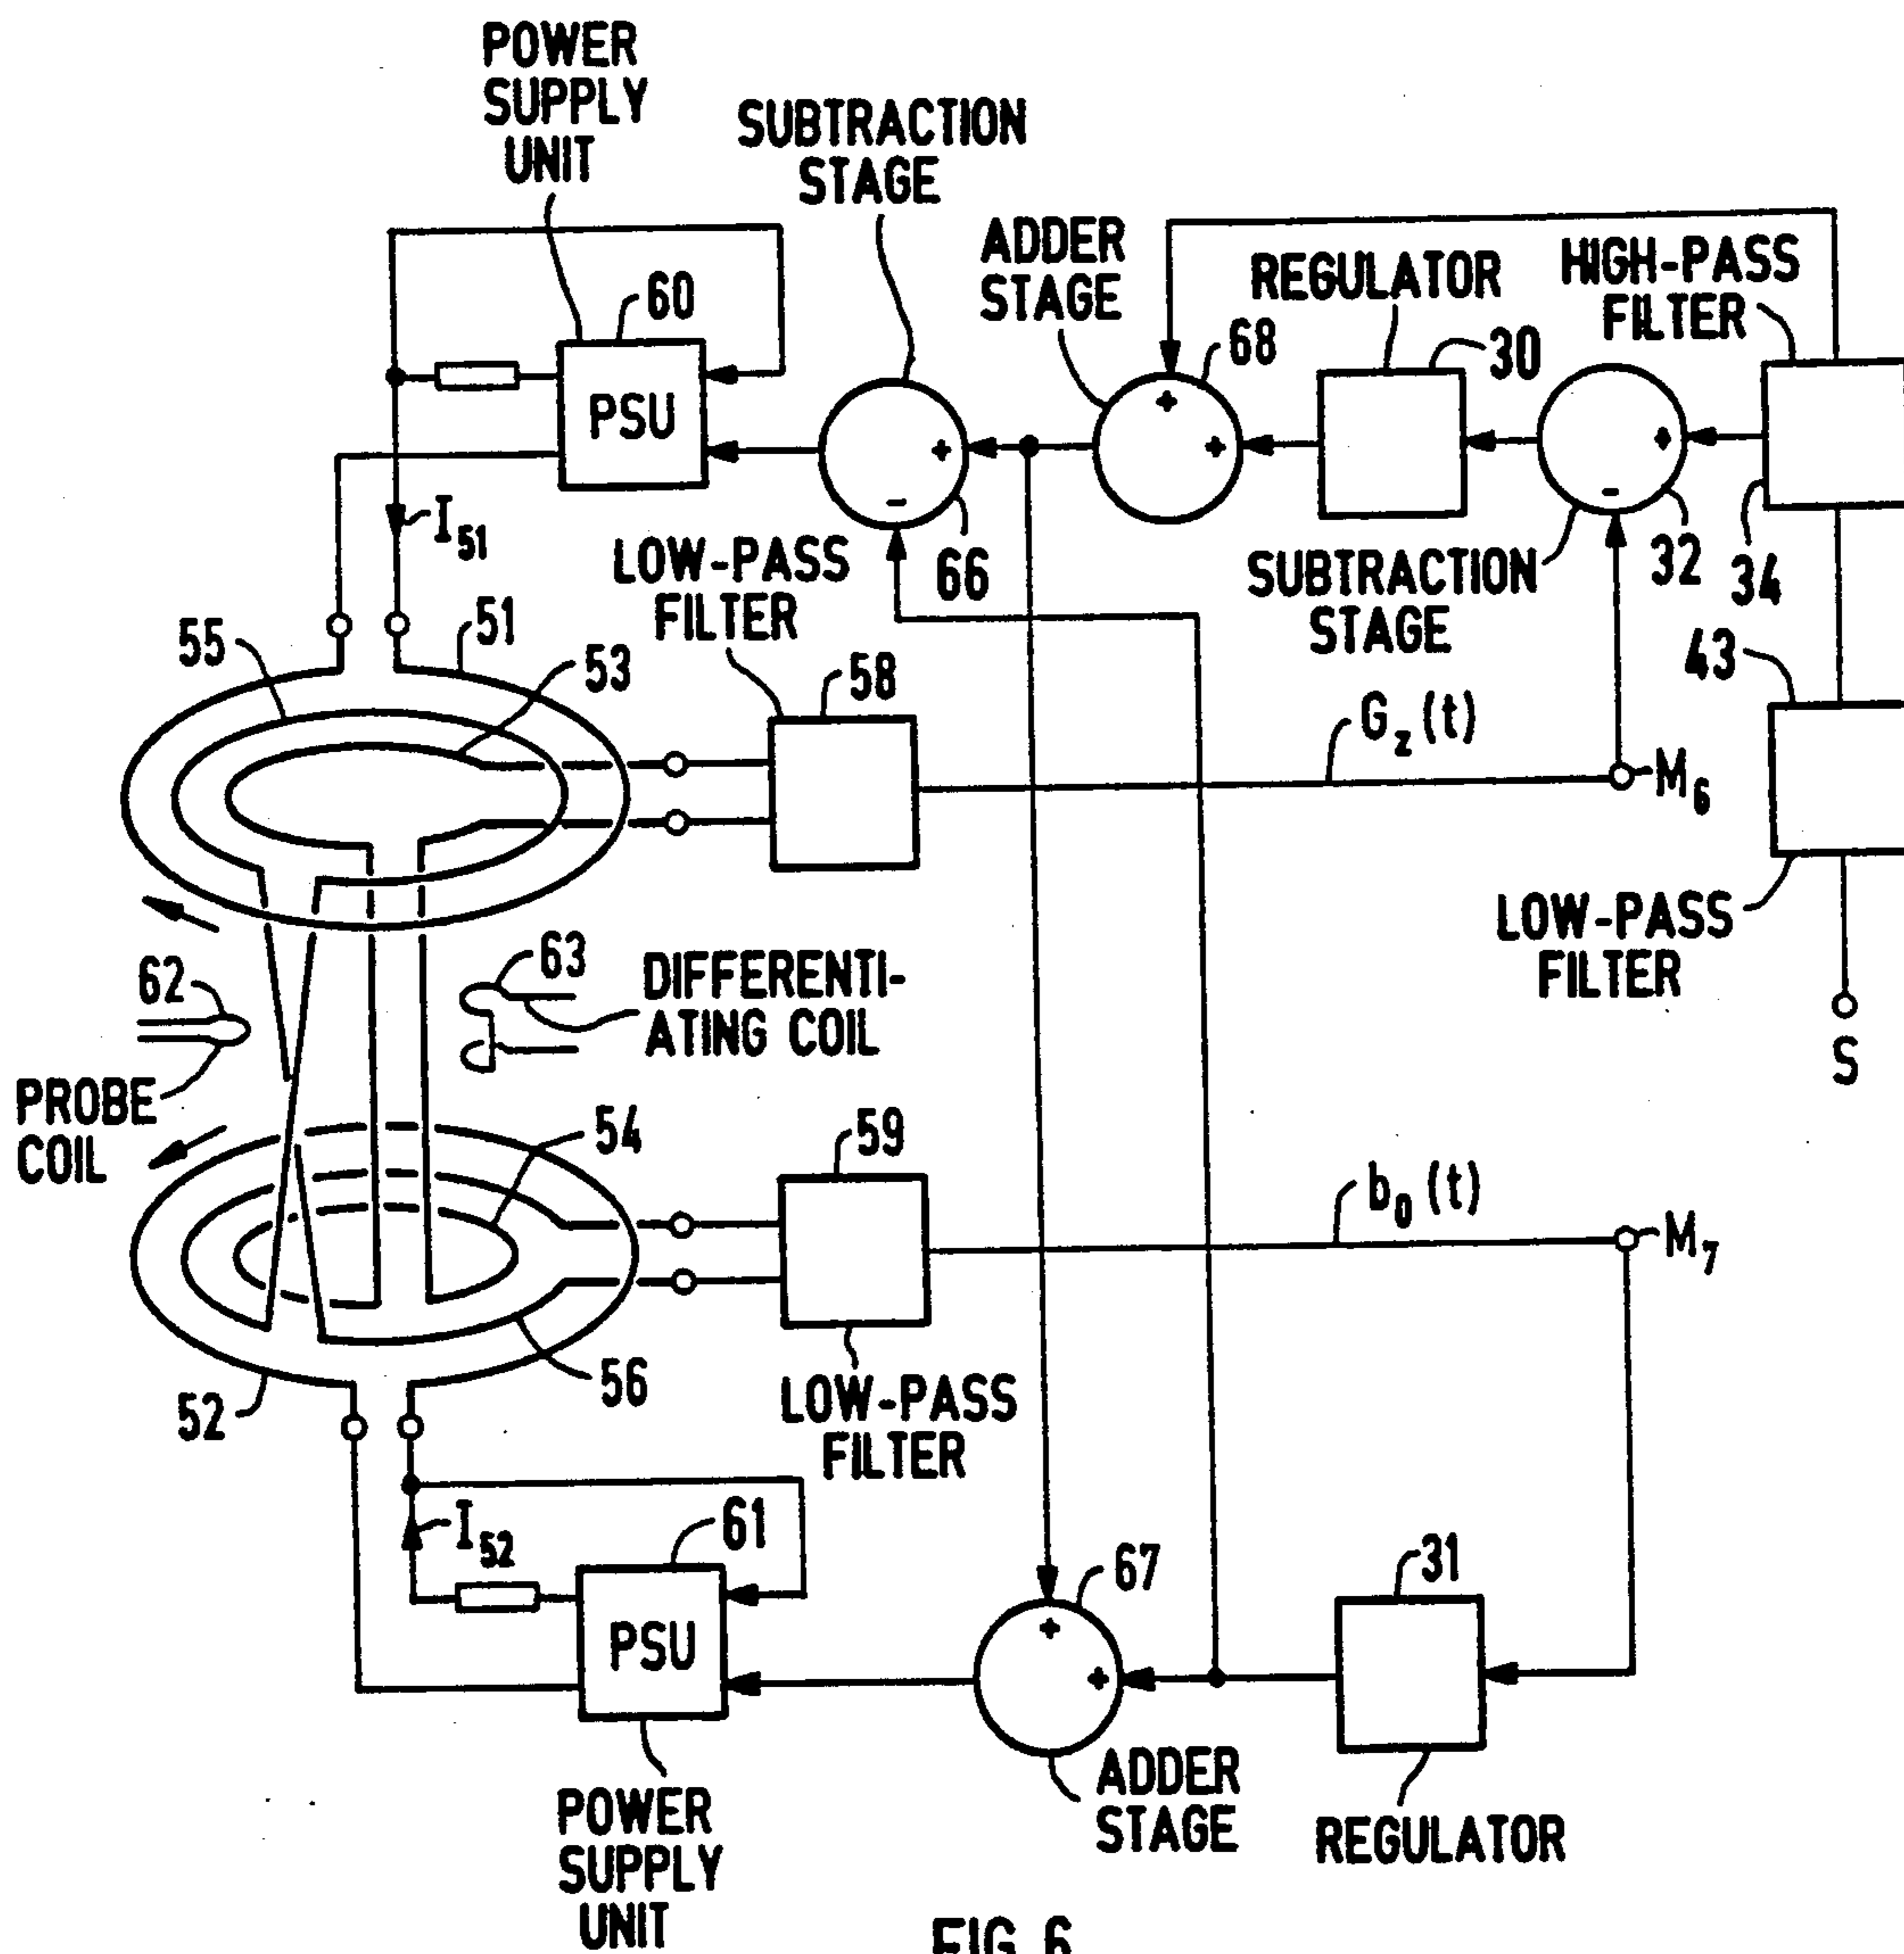 POWER
SUPPLY
UNIT
SUBTRACTION
STAGE
ADDER
STAGE
REGULATOR
HIGH-PASS
FILTER
60
68
30
PSU
+
+
+
-
+
-
I51
LOW-PASS
FILTER
66
SUBTRACTION
STAGE
32
34
55
51
53
58
43
Gz (t)
M6
LOW-PASS
FILTER
62
63
DIFFERENTI-
ATING COIL
S
PROBE
COIL
54
59
b0 (t)
M7
52
56
LOW-PASS
FILTER
I52
61
67
31
PSU
+
+
ADDER
STAGE
REGULATOR
POWER
SUPPLY
UNIT
FIG. 6